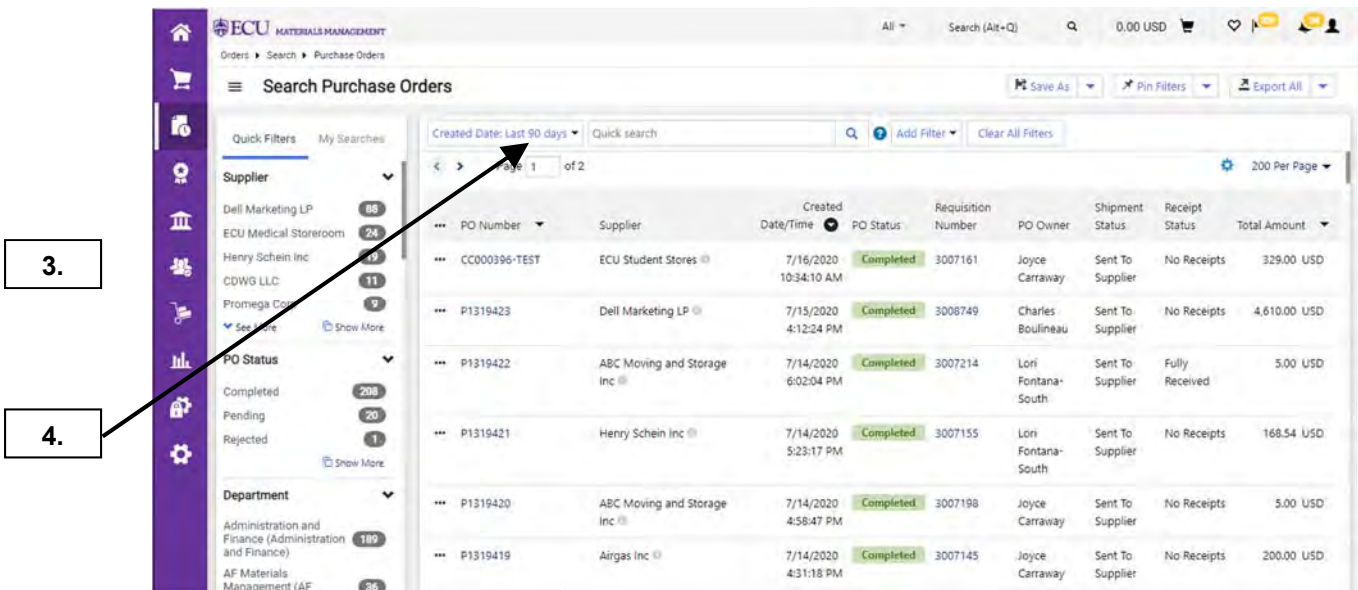 ECU MATERIALS MANAGEMENT
All Search (Alt+Q) 0.00 USD
Orders Search Purchase Orders
Search Purchase Orders
Save As Pin Filters Export All
Quick Filters My Searches
Created Date: Last 90 days Quick search ? Add Filter Clear All Filters
< > Page 1 of 2
200 Per Page
Supplier
Dell Marketing LP 88
ECU Medical Storeroom 24
Henry Schein Inc 19
CDWG LLC 11
Promega Corp 9
See More Show More
PO Status
Completed 208
Pending 20
Rejected 1
Show More
Department
Administration and
Finance (Administration 189
and Finance)
AF Materials
Management (AF 36
PO Number Supplier Created Date/Time PO Status Requisition Number PO Owner Shipment Status Receipt Status Total Amount
CC000396-TEST ECU Student Stores 7/16/2020 Completed 3007161 Joyce Sent To No Receipts 329.00 USD
10:34:10 AM Carraway Supplier
P1319423 Dell Marketing LP 7/15/2020 Completed 3008749 Charles Sent To No Receipts 4,610.00 USD
4:12:24 PM Boulineau Supplier
P1319422 ABC Moving and Storage 7/14/2020 Completed 3007214 Lori Sent To Fully 5.00 USD
Inc 6:02:04 PM Fontana- Supplier Received
South
P1319421 Henry Schein Inc 7/14/2020 Completed 3007155 Lori Sent To No Receipts 168.54 USD
5:23:17 PM Fontana- Supplier
South
P1319420 ABC Moving and Storage 7/14/2020 Completed 3007198 Joyce Sent To No Receipts 5.00 USD
Inc 4:58:47 PM Carraway Supplier
P1319419 Airgas Inc 7/14/2020 Completed 3007145 Joyce Sent To No Receipts 200.00 USD
4:31:18 PM Carraway Supplier
3.
4.